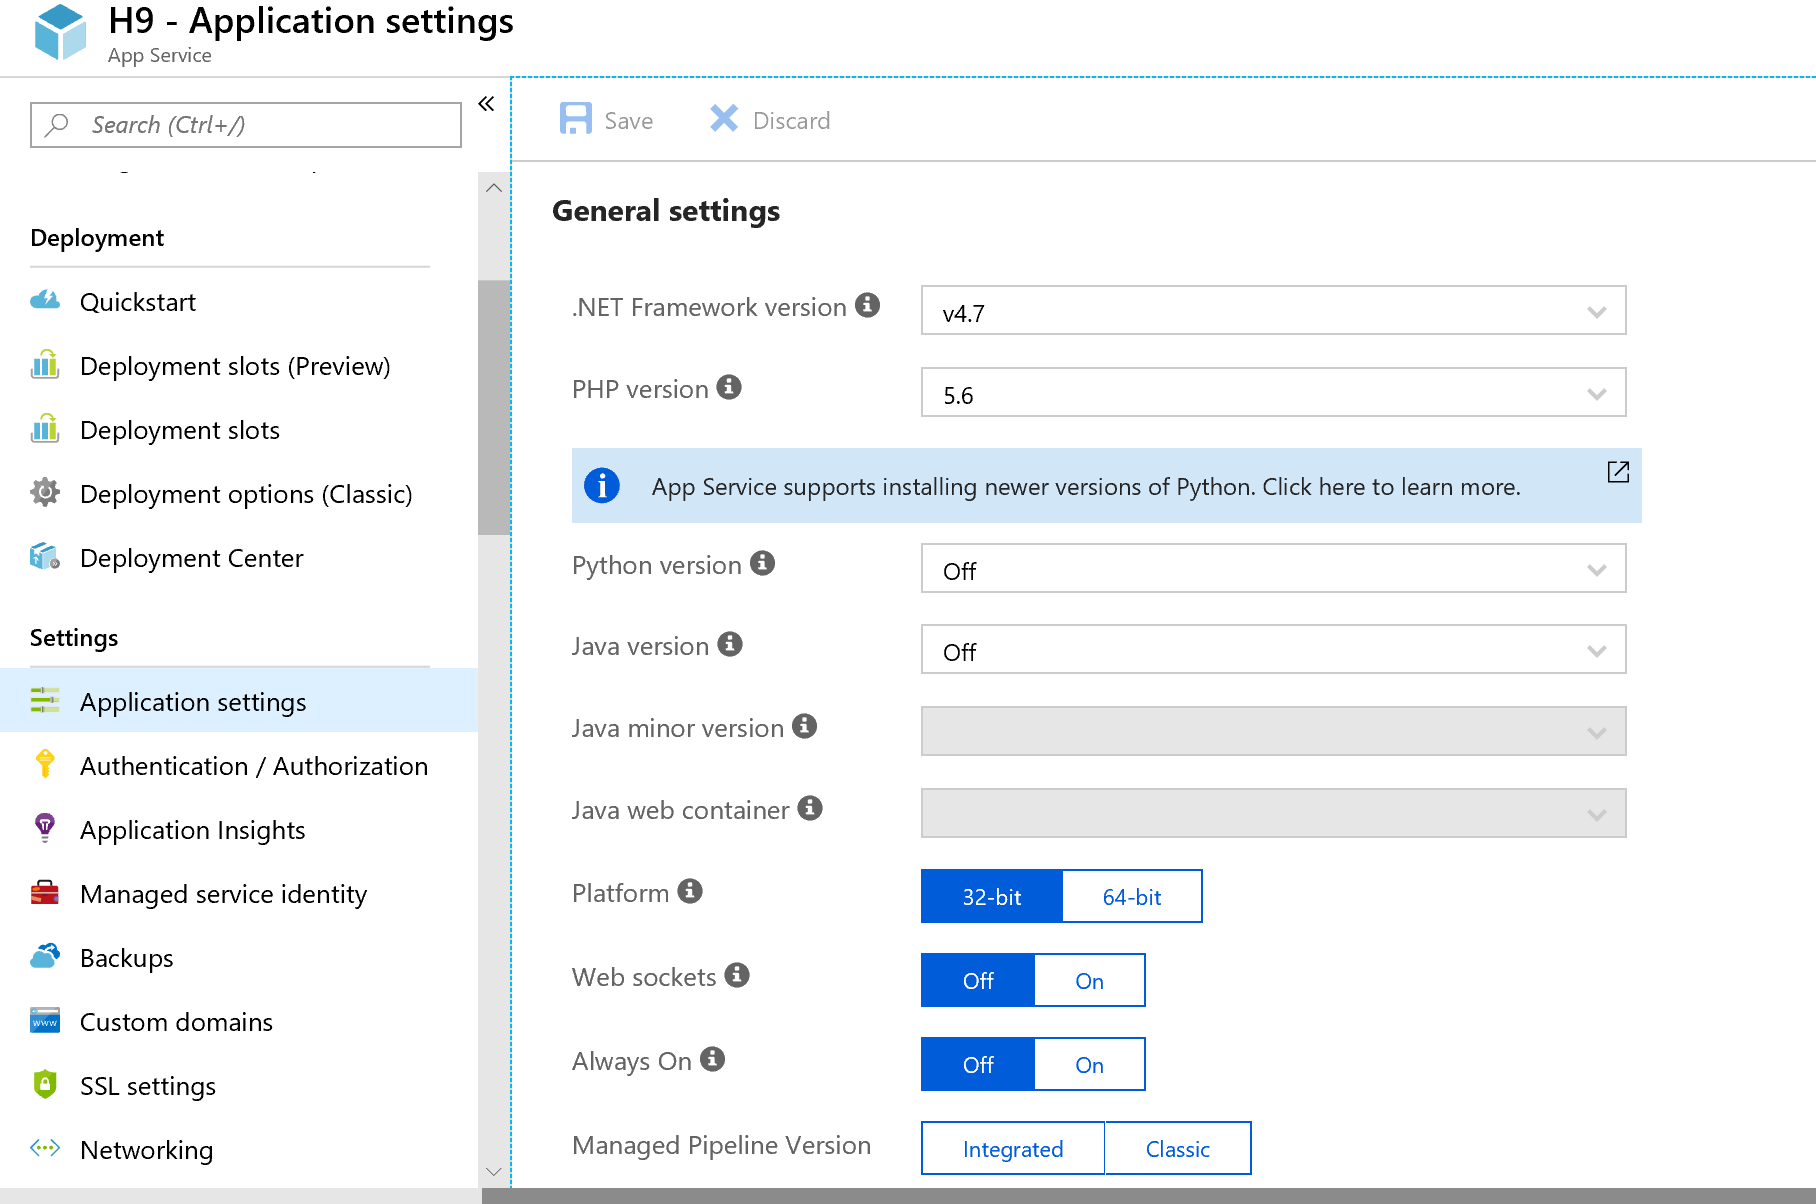 H9 - Application settings
App Service
Search (Ctrl+/)
Deployment
Quickstart
Deployment slots (Preview)
Deployment slots
Deployment options (Classic)
Deployment Center
Settings
Application settings
Authentication / Authorization
Application Insights
Managed service identity
Backups
www
Custom domains
SSL settings
Networking
Save
Discard
General settings
.NET Framework version
v4.7
PHP version
5.6
App Service supports installing newer versions of Python. Click here to learn more.
Python version
Off
Java version
Off
Java minor version
Java web container
Platform
32-bit
64-bit
Web sockets
Off
On
Always On
Off
On
Managed Pipeline Version
Integrated
Classic